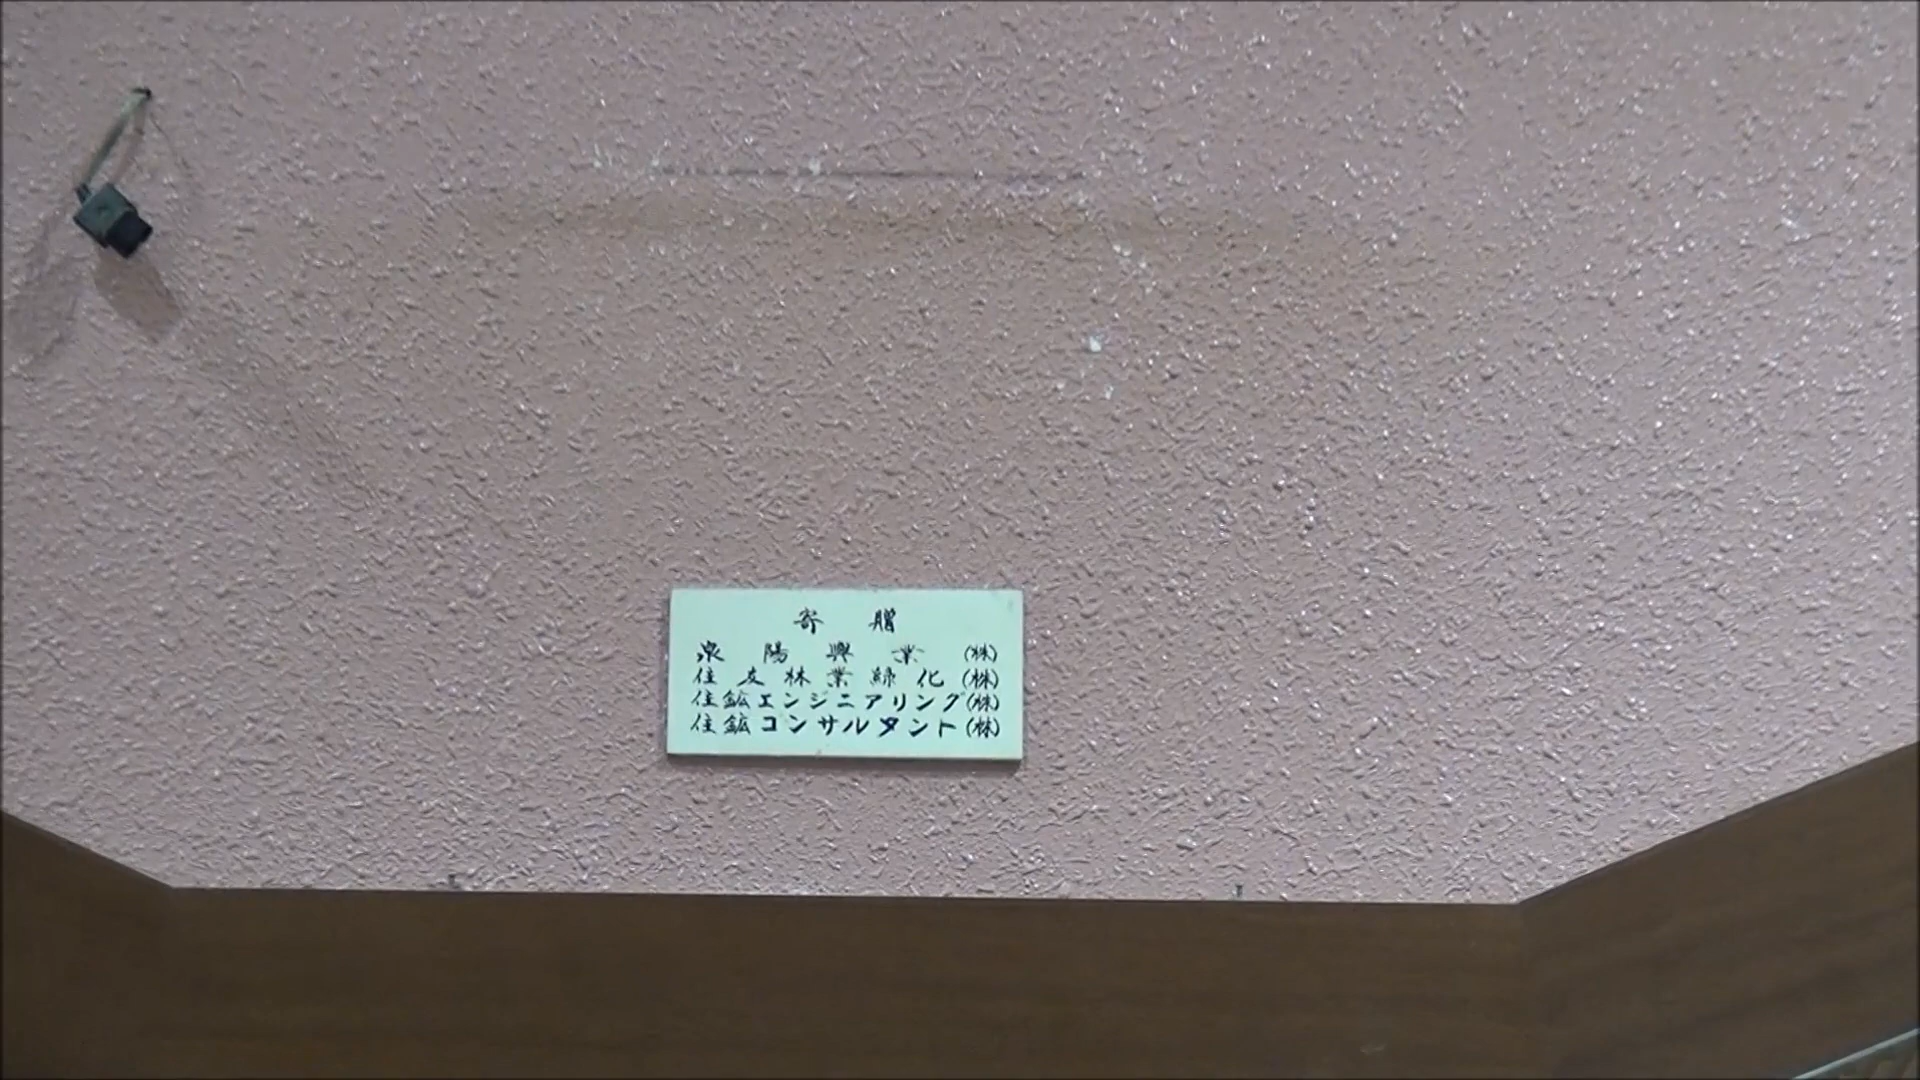 寄贈
泉陽興業(株)
住友林業緑化(株)
住鉱エンジニアリング(株)
住鉱コンサルタント(株)